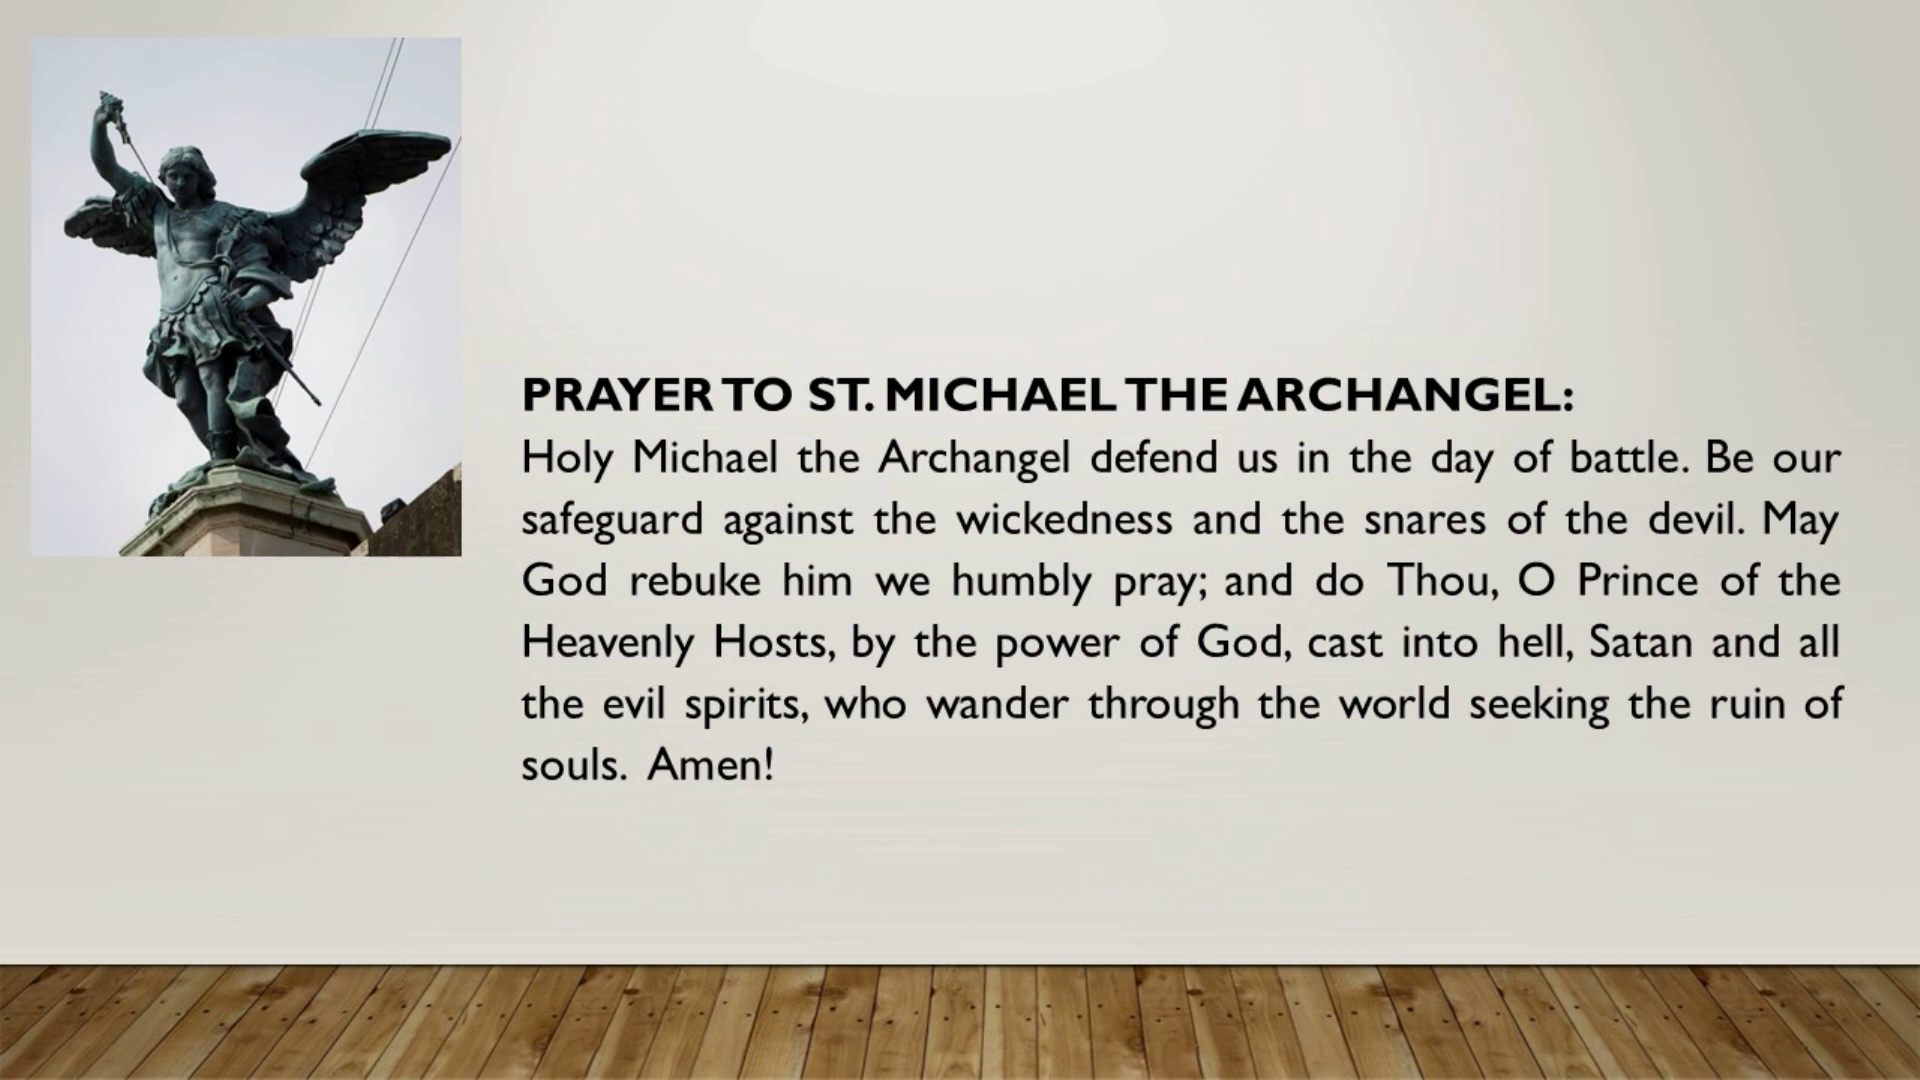 PRAYER TO ST. MICHAEL THE ARCHANGEL:
Holy Michael the Archangel defend us in the day of battle. Be our
safeguard against the wickedness and the snares of the devil. May
God rebuke him we humbly pray; and do Thou, O Prince of the
Heavenly Hosts, by the power of God, cast into hell, Satan and all
the evil spirits, who wander through the world seeking the ruin of
souls. Amen!